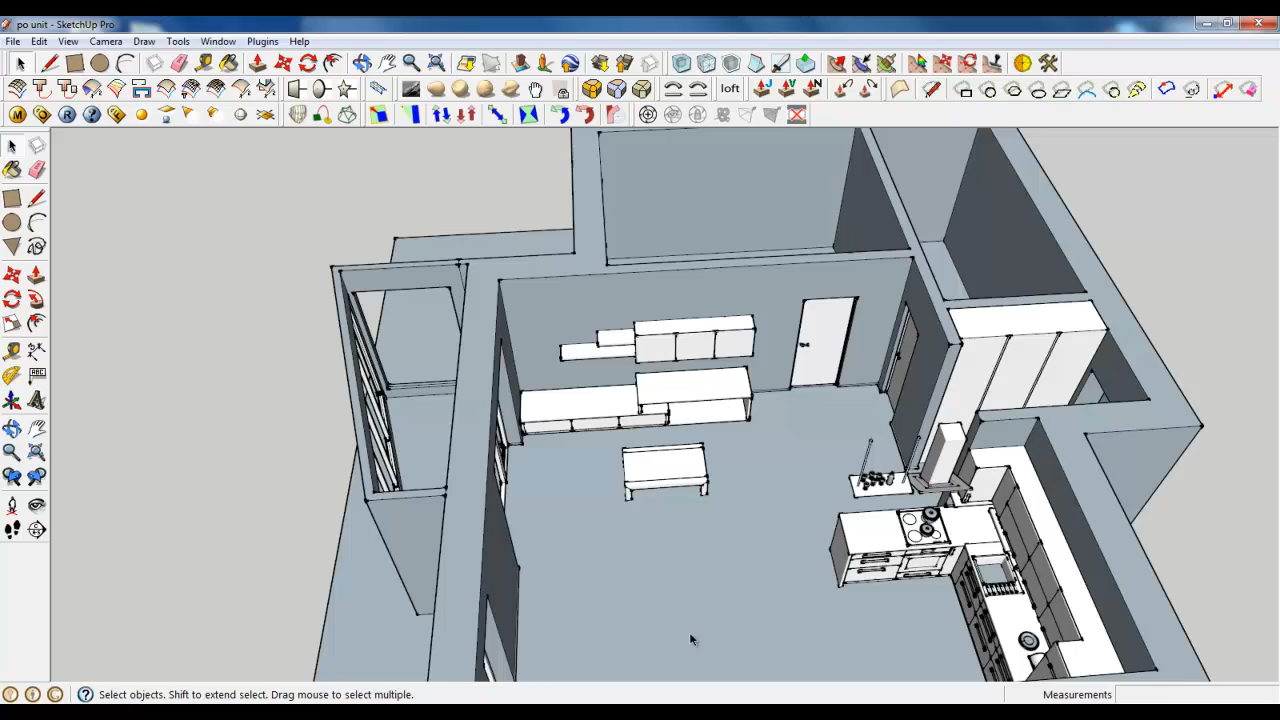 po unit - SketchUp Pro
File Edit View Camera Draw Tools Window Plugins Help
loft
M Q R ? E
ABC
Select objects. Shift to extend select. Drag mouse to select multiple.
Measurements